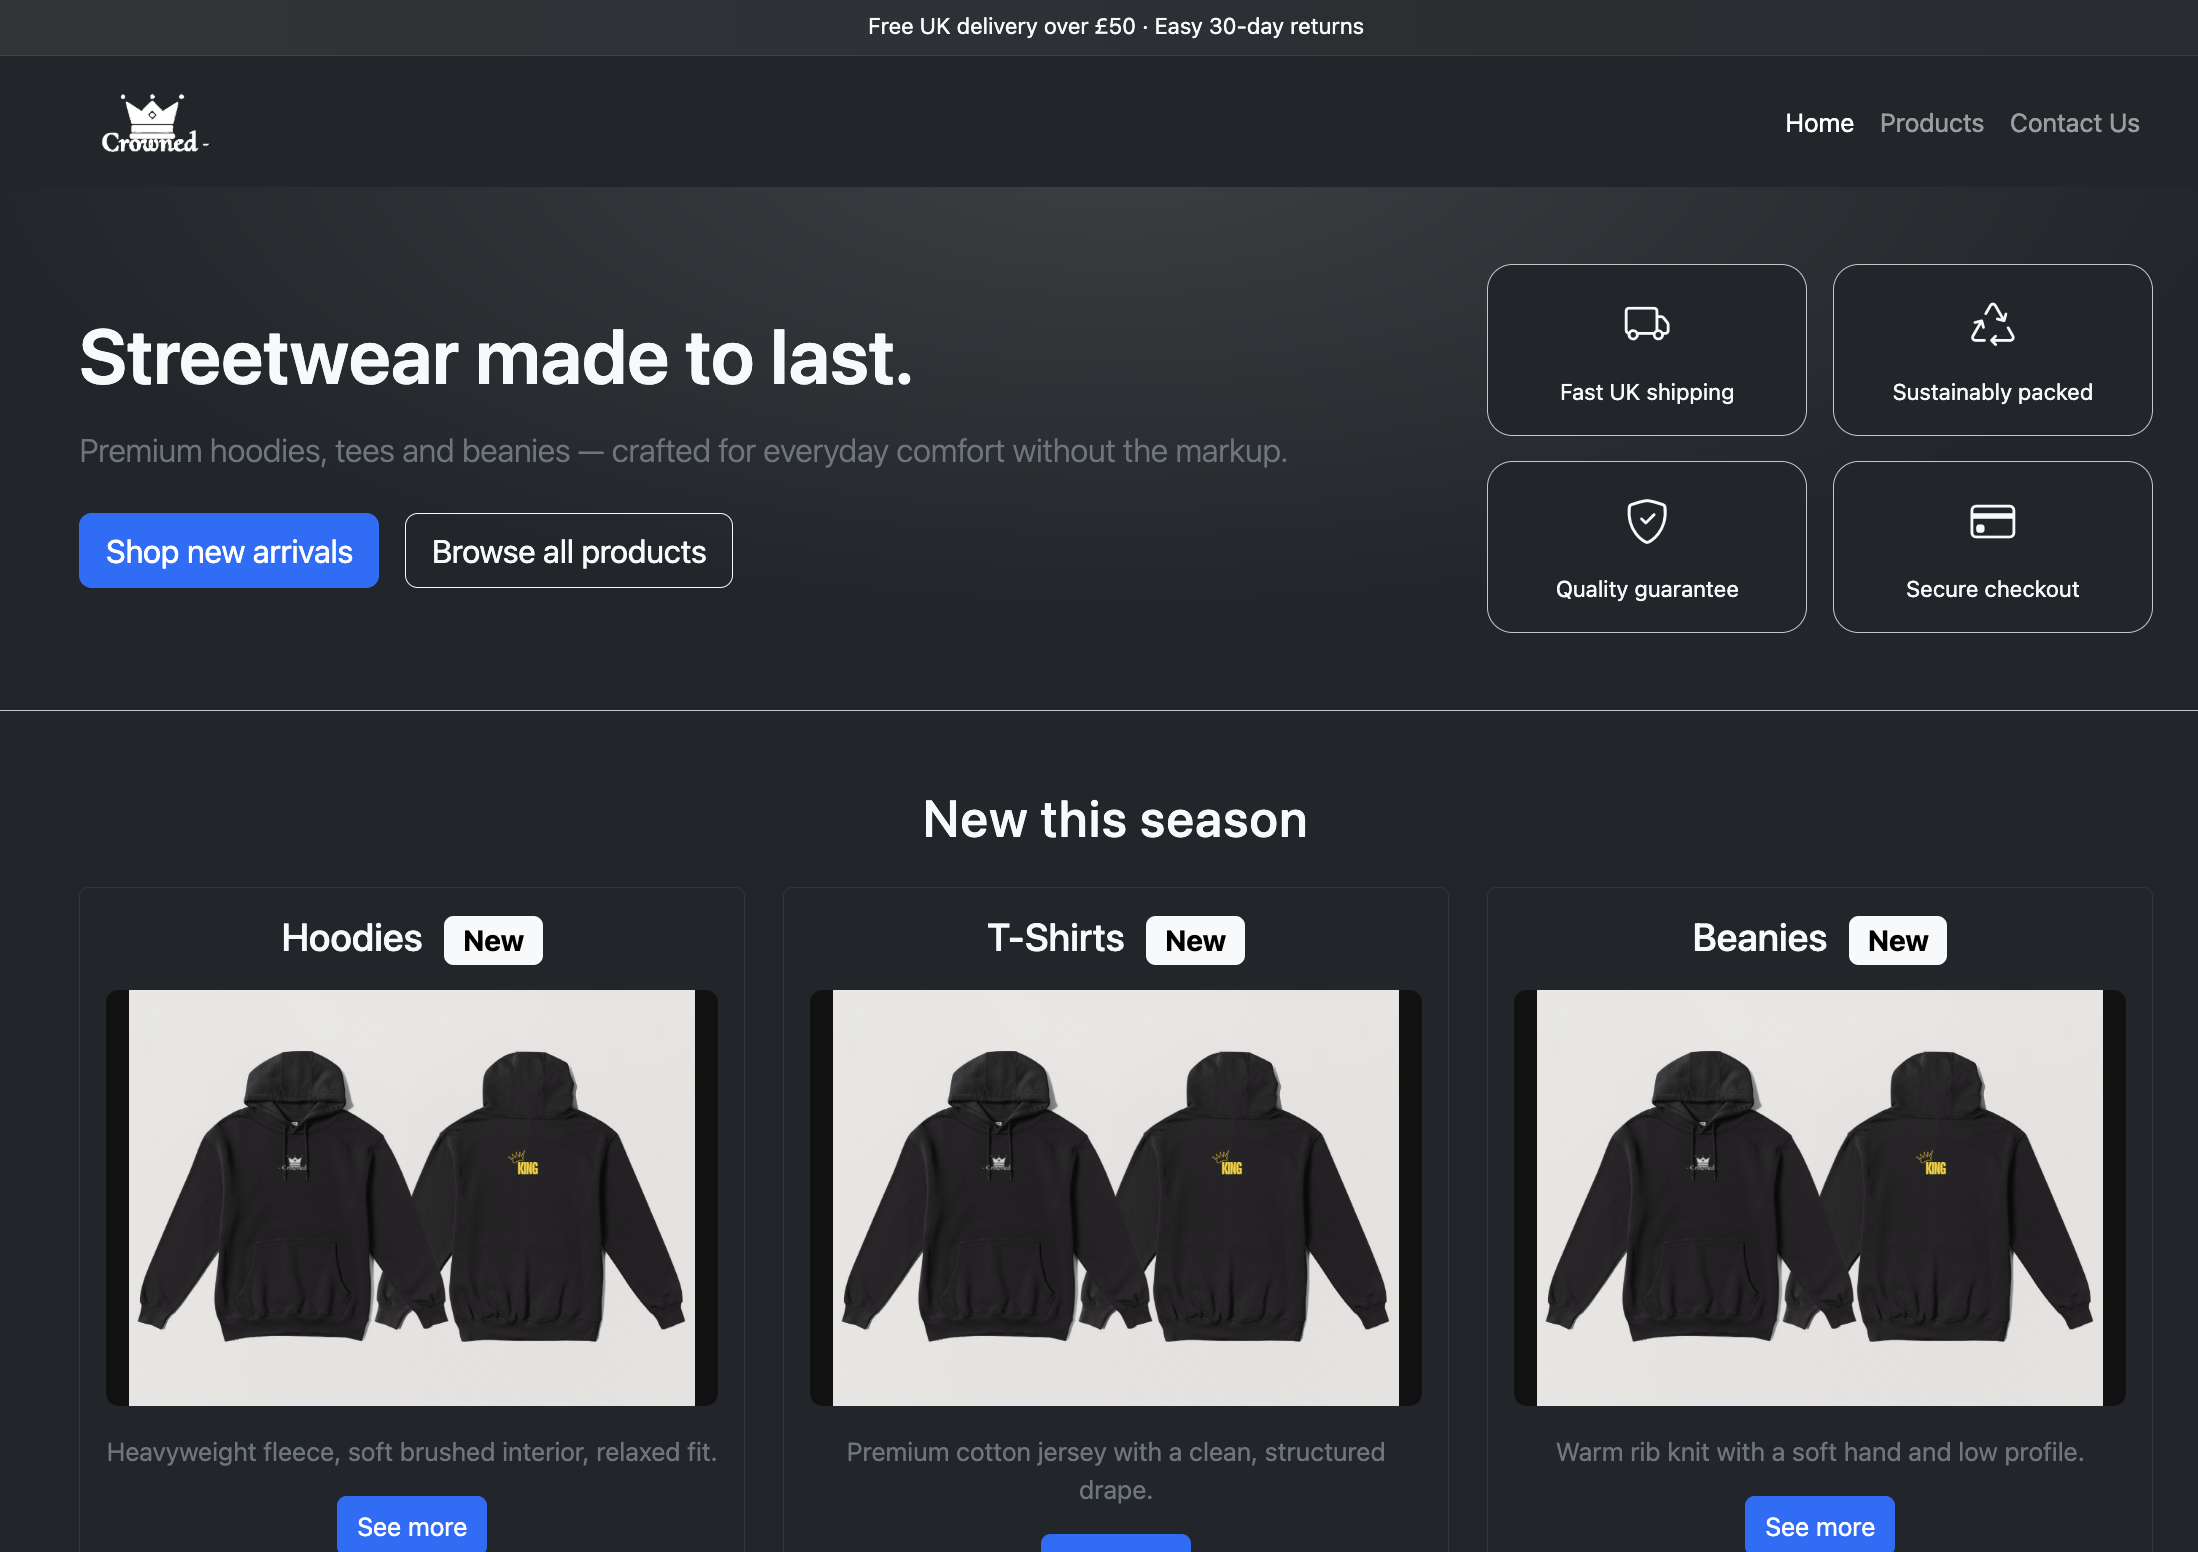 Free UK delivery over £50 · Easy 30-day returns
Crowned -
Home Products Contact Us
Streetwear made to last.
Premium hoodies, tees and beanies — crafted for everyday comfort without the markup.
Shop new arrivals
Browse all products
Fast UK shipping
Sustainably packed
Quality guarantee
Secure checkout
New this season
Hoodies New
- Crowned -
KING
Heavyweight fleece, soft brushed interior, relaxed fit.
See more
T-Shirts New
- Crowned -
KING
Premium cotton jersey with a clean, structured
drape.
Beanies New
- Crowned -
KING
Warm rib knit with a soft hand and low profile.
See more